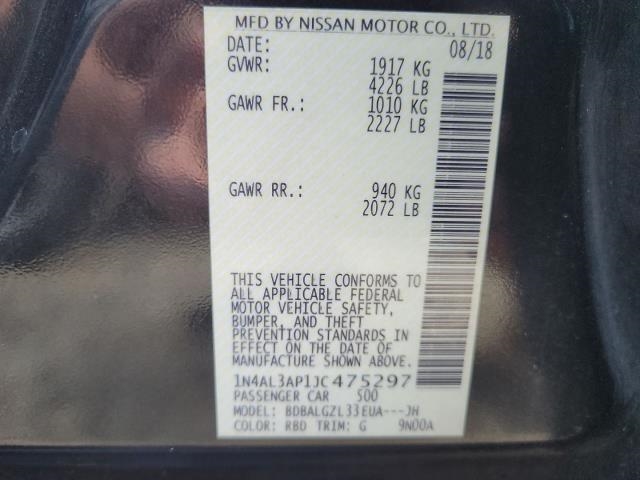 MFD BY NISSAN MOTOR CO., LTD.
DATE: 08/18
GVWR: 1917 KG
4226 LB
GAWR FR.: 1010 KG
2227 LB
GAWR RR.: 940 KG
2072 LB
THIS VEHICLE CONFORMS TO
ALL APPLICABLE FEDERAL
MOTOR VEHICLE SAFETY,
BUMPER, AND THEFT
PREVENTION STANDARDS IN
EFFECT ON THE DATE OF
MANUFACTURE SHOWN ABOVE.
1N4AL3AP1JC475297
PASSENGER CAR 500
MODEL: BDBALGZL33EUA---JH
COLOR: RBD TRIM: G 9N00A